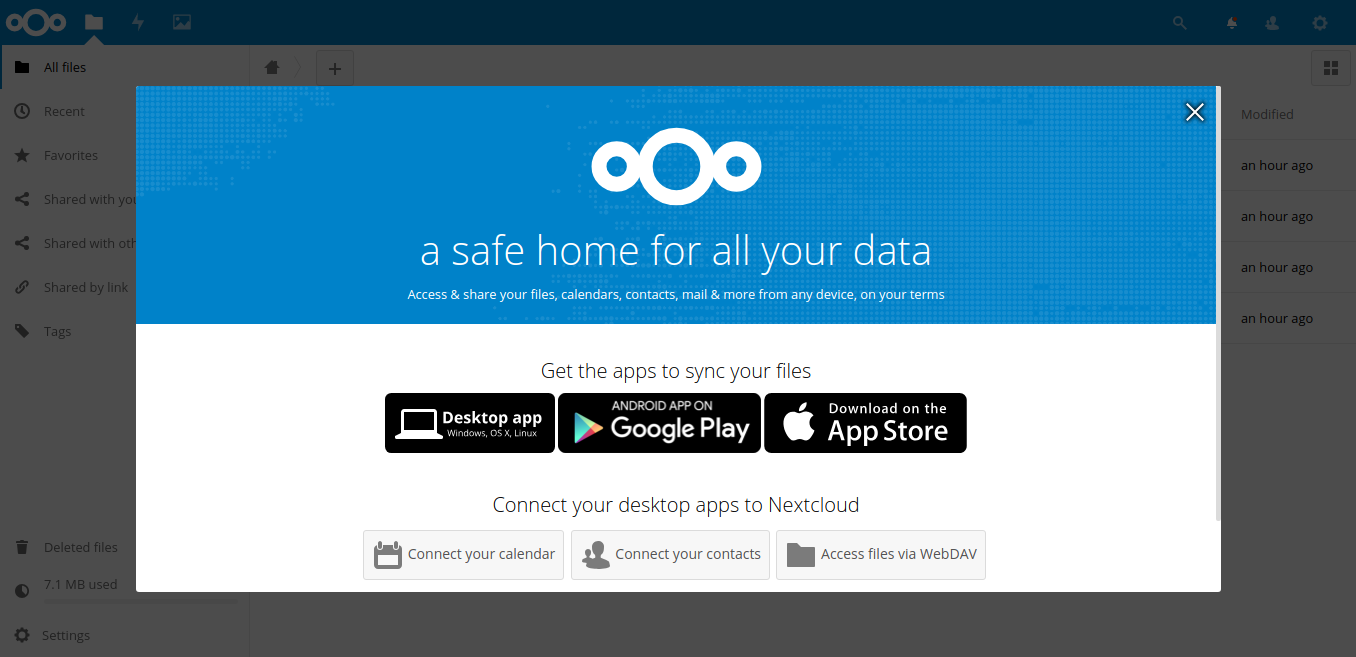 All files
Recent
Favorites
Shared with you
Shared with oth
Shared by link
Tags
Deleted files
7.1 MB used
Settings
Modified
an hour ago
an hour ago
an hour ago
an hour ago
a safe home for all your data
Access & share your files, calendars, contacts, mail & more from any device, on your terms
Get the apps to sync your files
Desktop app
Windows, OS X, Linux
ANDROID APP ON
Google Play
Download on the
App Store
Connect your desktop apps to Nextcloud
Connect your calendar
Connect your contacts
Access files via WebDAV